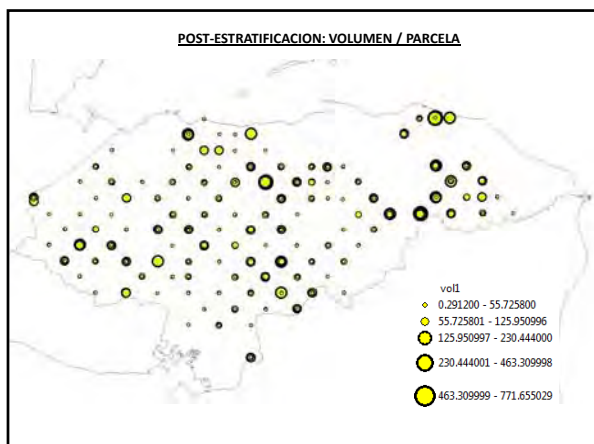 POST-ESTRATIFICACION: VOLUMEN / PARCELA
vol1
0.291200 - 55.725800
55.725801 - 125.950996
125.950997 - 230.444000
230.444001 - 463.309998
463.309999 - 771.655029